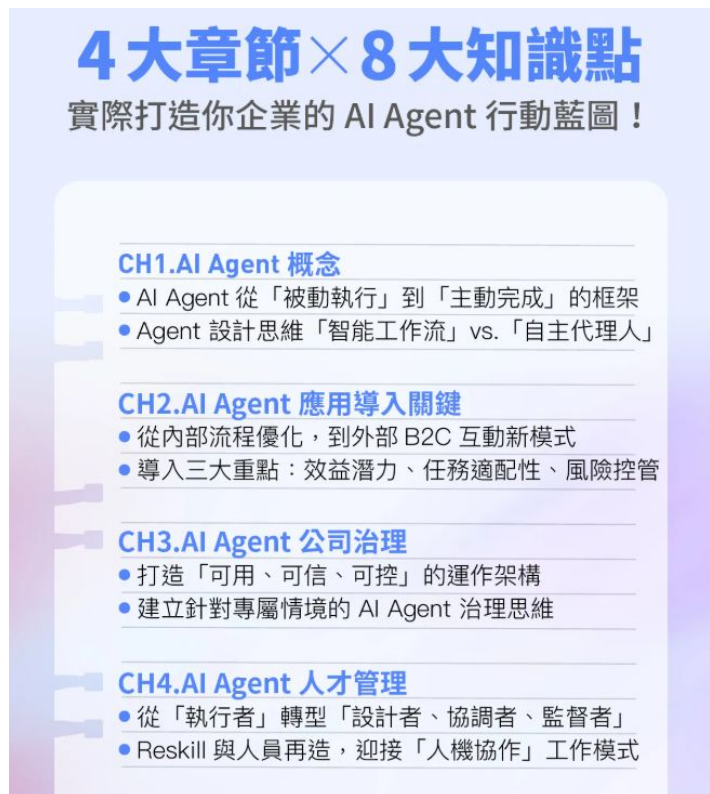 4大章節×8大知識點
實際打造你企業的 AI Agent 行動藍圖！
CH1.AI Agent 概念
●AI Agent 從「被動執行」到「主動完成」的框架
●Agent 設計思維「智能工作流」vs.「自主代理人」
CH2.AI Agent 應用導入關鍵
●從內部流程優化，到外部 B2C 互動新模式
●導入三大重點：效益潛力、任務適配性、風險控管
CH3.AI Agent 公司治理
●打造「可用、可信、可控」的運作架構
●建立針對專屬情境的 AI Agent 治理思維
CH4.AI Agent 人才管理
●從「執行者」轉型「設計者、協調者、監督者」
●Reskill 與人員再造，迎接「人機協作」工作模式